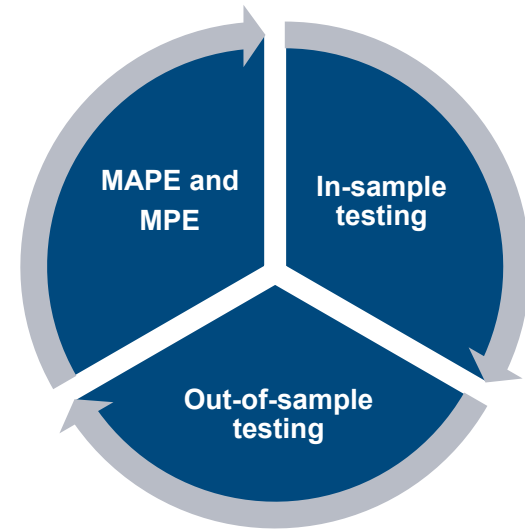 MAPE and
MPE
In-sample
testing
Out-of-sample
testing